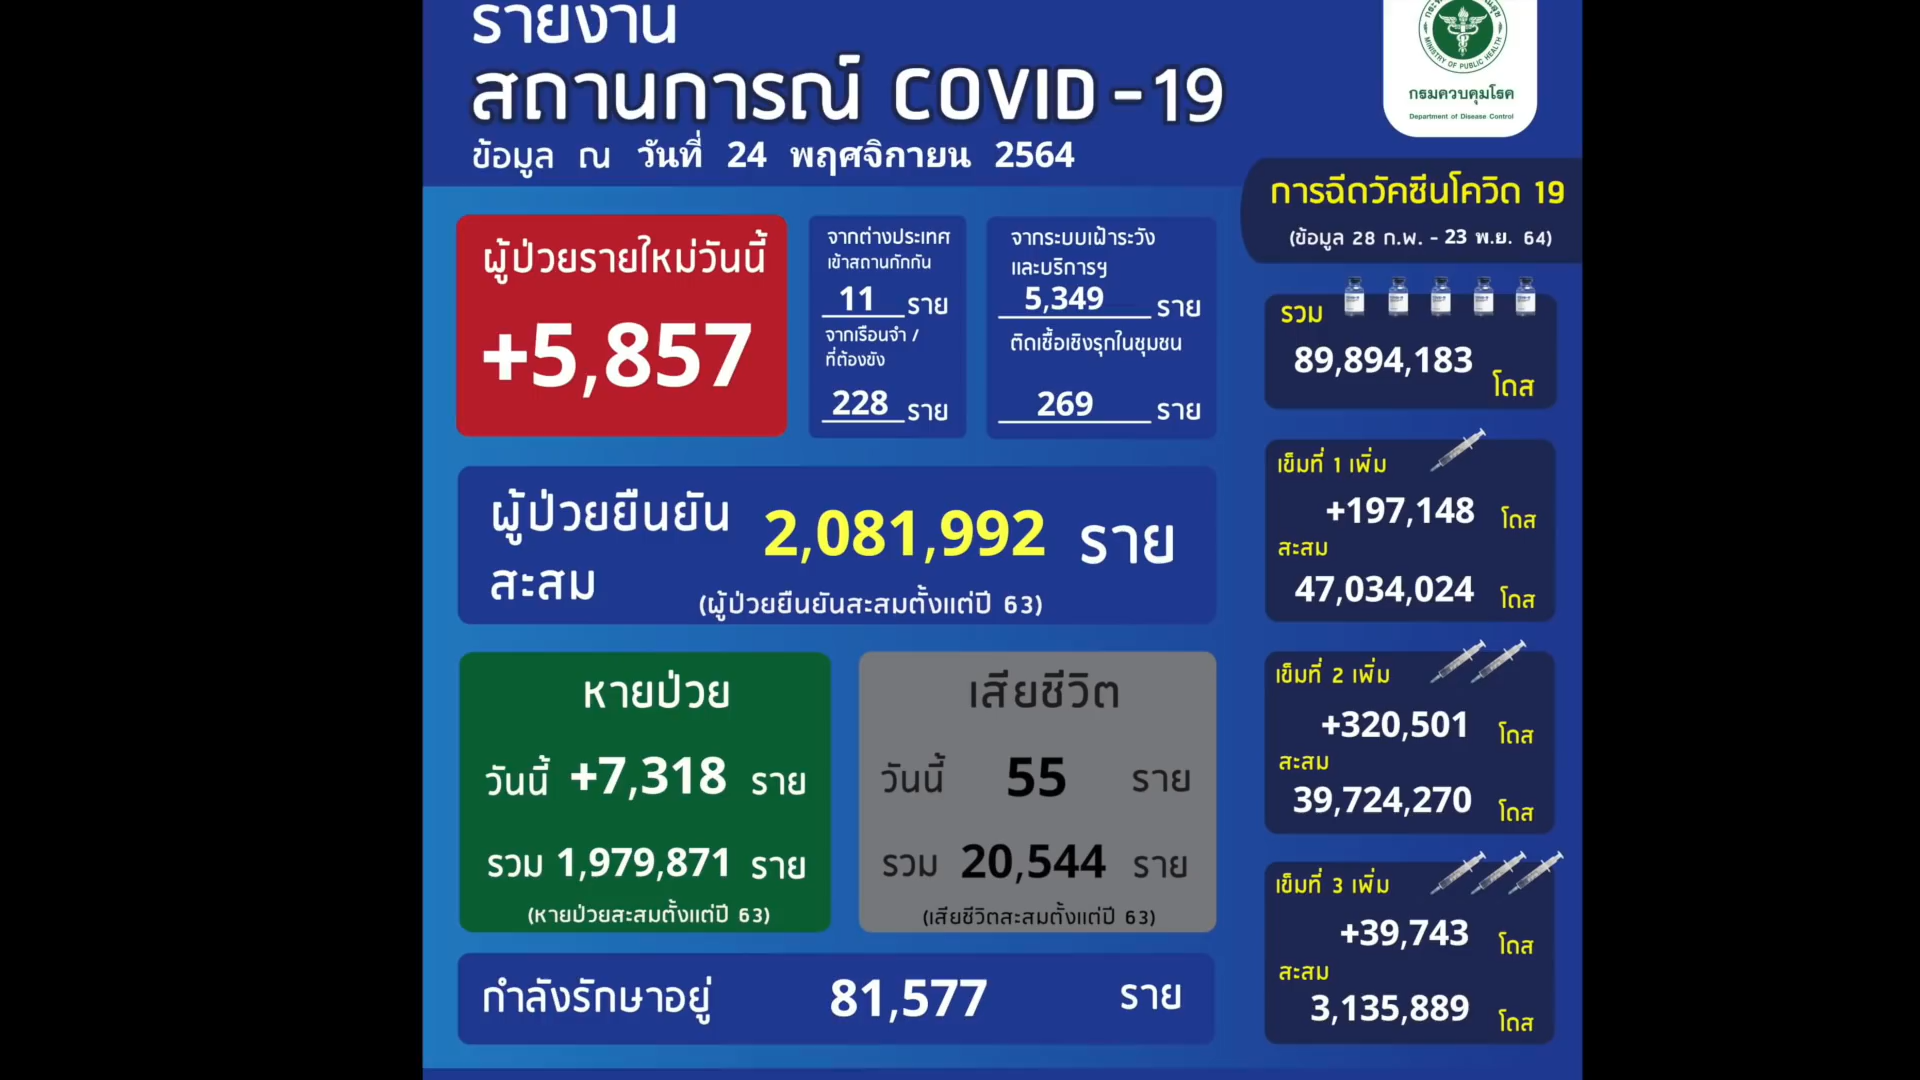 รายงาน
สถานการณ์ COVID-19
ข้อมูล ณ วันที่ 24 พฤศจิกายน 2564
MINISTRY OF PUBLIC HEALTH
กรมควบคุมโรค
Department of Disease Control
ผู้ป่วยรายใหม่วันนี้
+5,857
จากต่างประเทศ
เข้าสถานกักกัน
11 ราย
จากเรือนจำ /
ที่ต้องขัง
228 ราย
จากระบบเฝ้าระวัง
และบริการฯ
5,349 ราย
ติดเชื้อเชิงรุกในชุมชน
269 ราย
ผู้ป่วยยืนยัน
สะสม
2,081,992 ราย
(ผู้ป่วยยืนยันสะสมตั้งแต่ปี 63)
หายป่วย
วันนี้ +7,318 ราย
รวม 1,979,871 ราย
(หายป่วยสะสมตั้งแต่ปี 63)
เสียชีวิต
วันนี้ 55 ราย
รวม 20,544 ราย
(เสียชีวิตสะสมตั้งแต่ปี 63)
กำลังรักษาอยู่ 81,577 ราย
การฉีดวัคซีนโควิด 19
(ข้อมูล 28 ก.พ. - 23 พ.ย. 64)
รวม
89,894,183 โดส
เข็มที่ 1 เพิ่ม
+197,148 โดส
สะสม
47,034,024 โดส
เข็มที่ 2 เพิ่ม
+320,501 โดส
สะสม
39,724,270 โดส
เข็มที่ 3 เพิ่ม
+39,743 โดส
สะสม
3,135,889 โดส